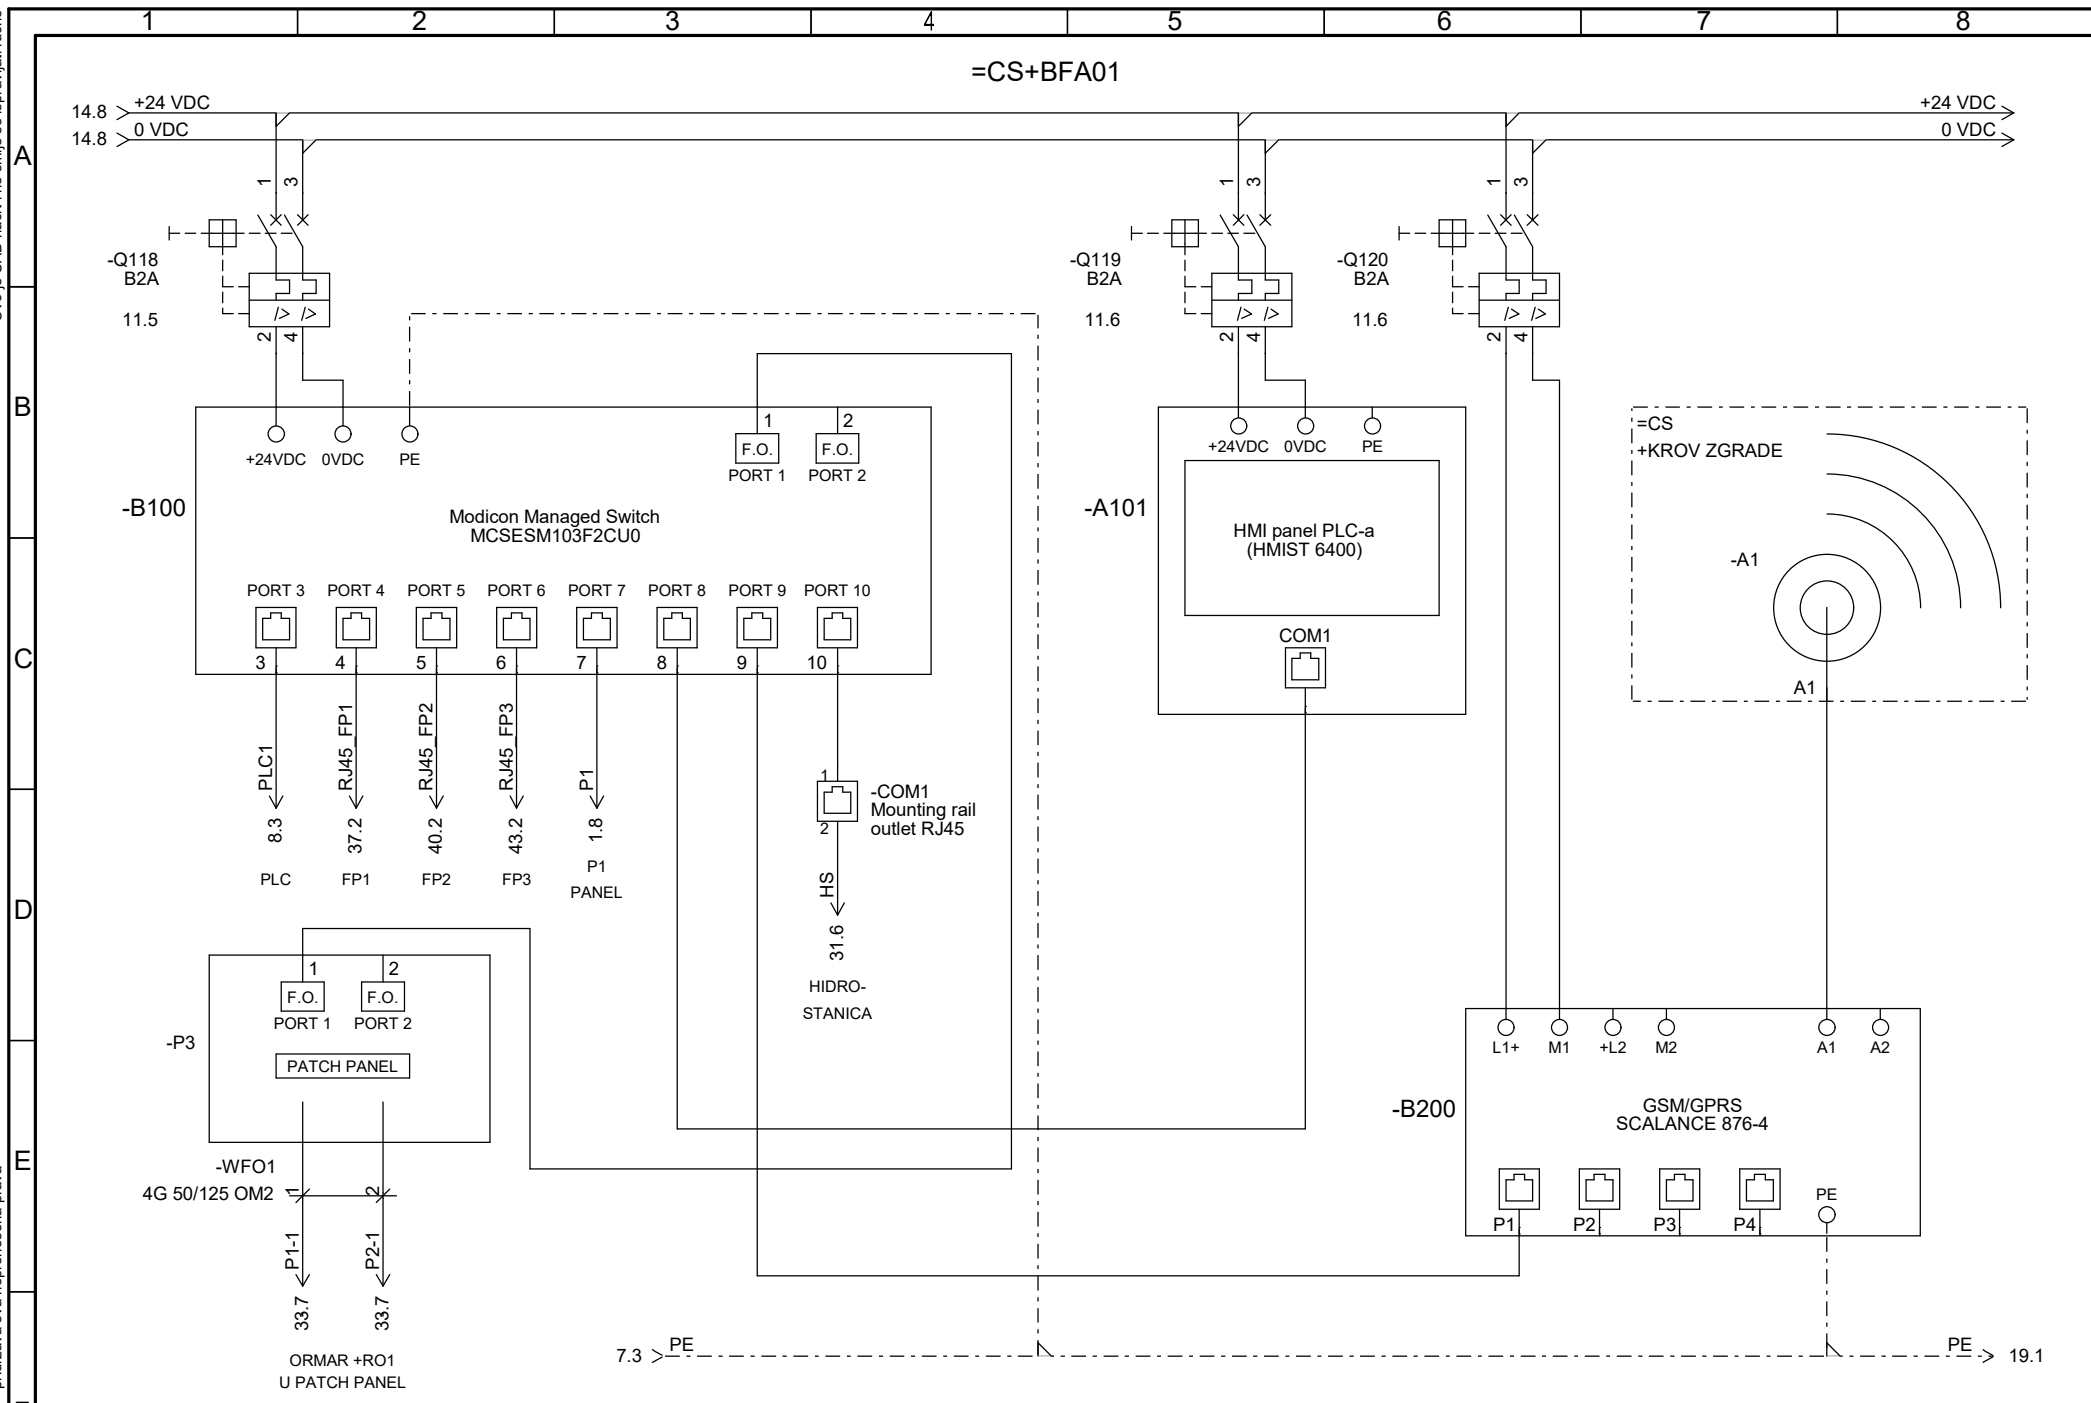 1 2 3 4 5 6 7 8
=CS+BFA01
14.8 +24 VDC +24 VDC
14.8 0 VDC 0 VDC
A
1 3 1 3 1 3
-Q118
B2A
11.5
-Q119
B2A
11.6
-Q120
B2A
11.6
2 4 2 4 2 4
B
+24VDC 0VDC PE
1 2
F.O. F.O.
PORT 1 PORT 2
-B100
Modicon Managed Switch
MCSESM103F2CU0
PORT 3 PORT 4 PORT 5 PORT 6 PORT 7 PORT 8 PORT 9 PORT 10
3 4 5 6 7 8 9 10
+24VDC 0VDC PE
-A101
HMI panel PLC-a
(HMIST 6400)
COM1
=CS
+KROV ZGRADE
-A1
A1
C
PLC1 RJ45_FP1 RJ45_FP2 RJ45_FP3 P1
8.3 37.2 40.2 43.2 1.8
PLC FP1 FP2 FP3 P1
PANEL
1
2
-COM1
Mounting rail
outlet RJ45
HS
31.6
HIDRO-
STANICA
D
1 2
F.O. F.O.
PORT 1 PORT 2
-P3
PATCH PANEL
L1+ M1 +L2 M2 A1 A2
-B200
GSM/GPRS
SCALANCE 876-4
P1 P2 P3 P4 PE
E
-WFO1
4G 50/125 OM2
1 2
P1-1 P2-1
33.7 33.7
ORMAR +RO1
U PATCH PANEL
7.3 PE PE 19.1